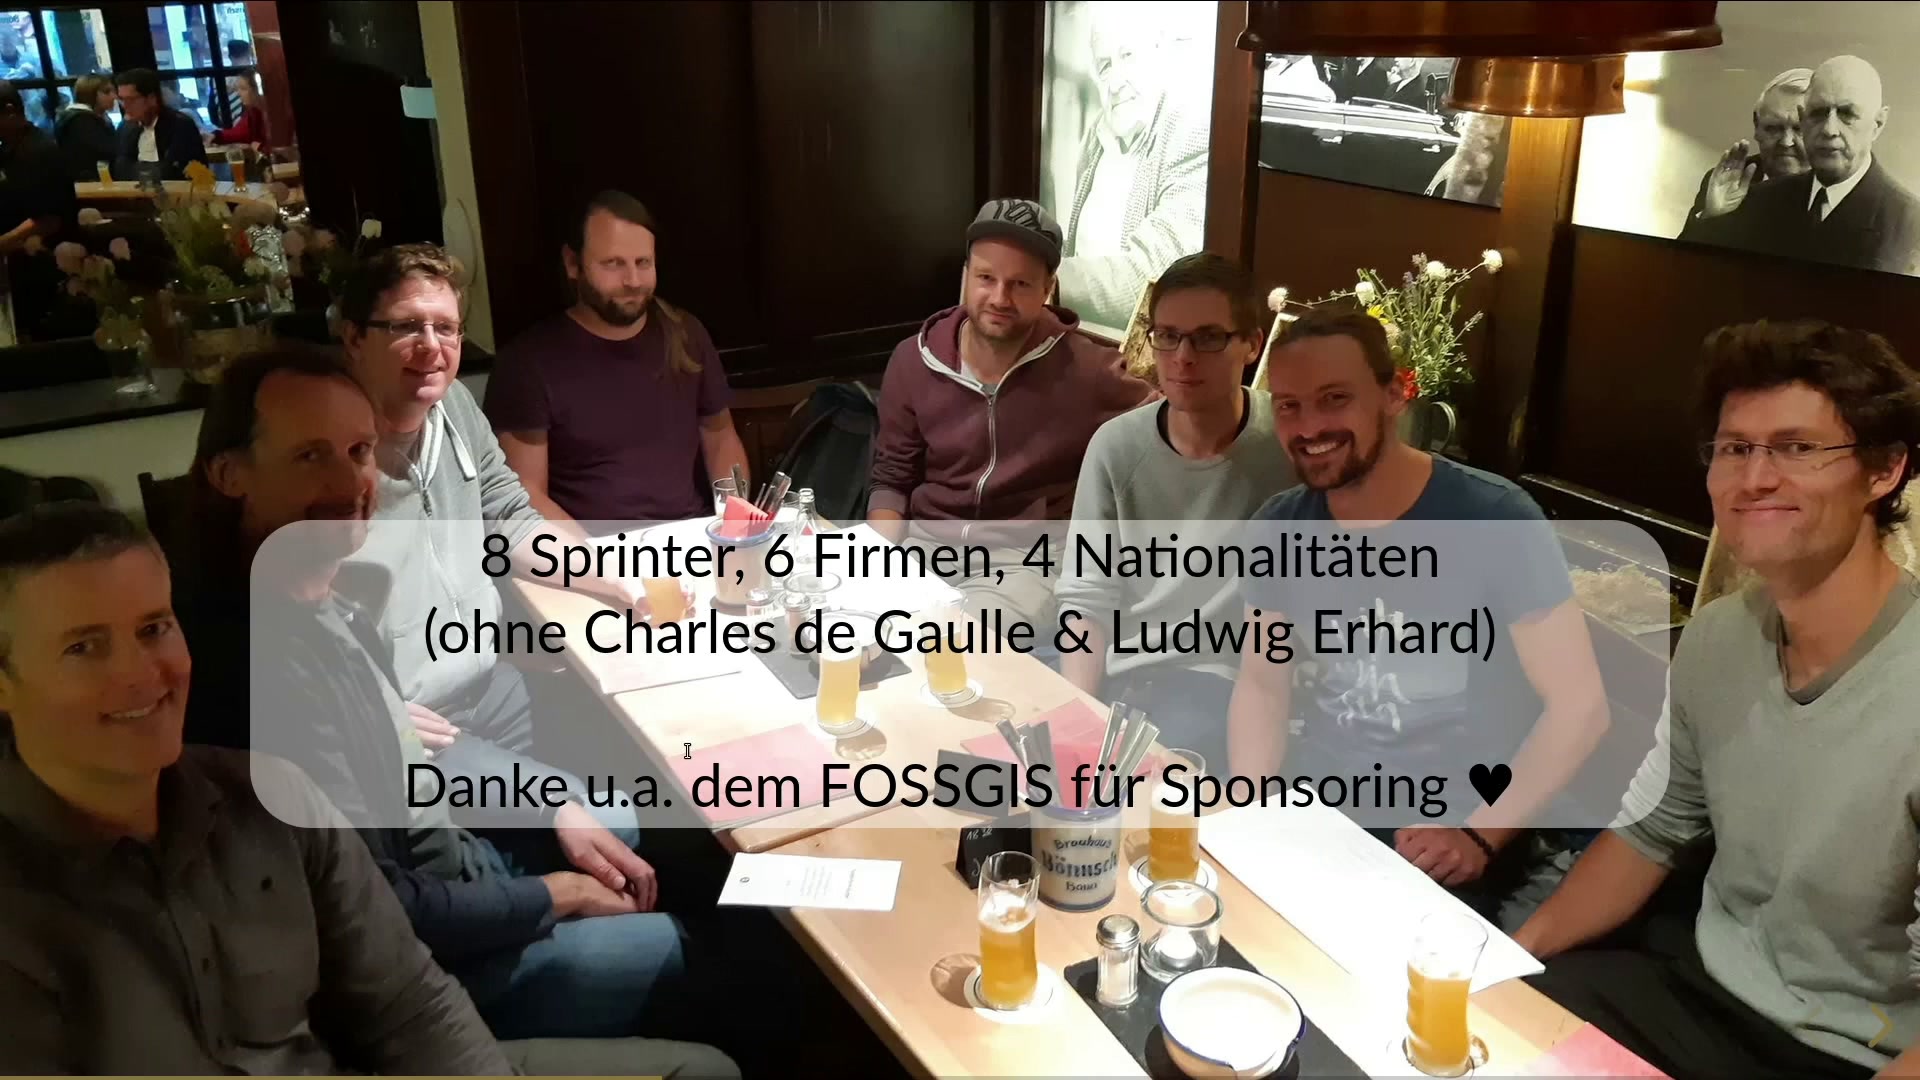 8 Sprinter, 6 Firmen, 4 Nationalitäten
(ohne Charles de Gaulle & Ludwig Erhard)
Danke u.a. dem FOSSGIS für Sponsoring ♥
Brauhaus
Bönnsch
Bonn